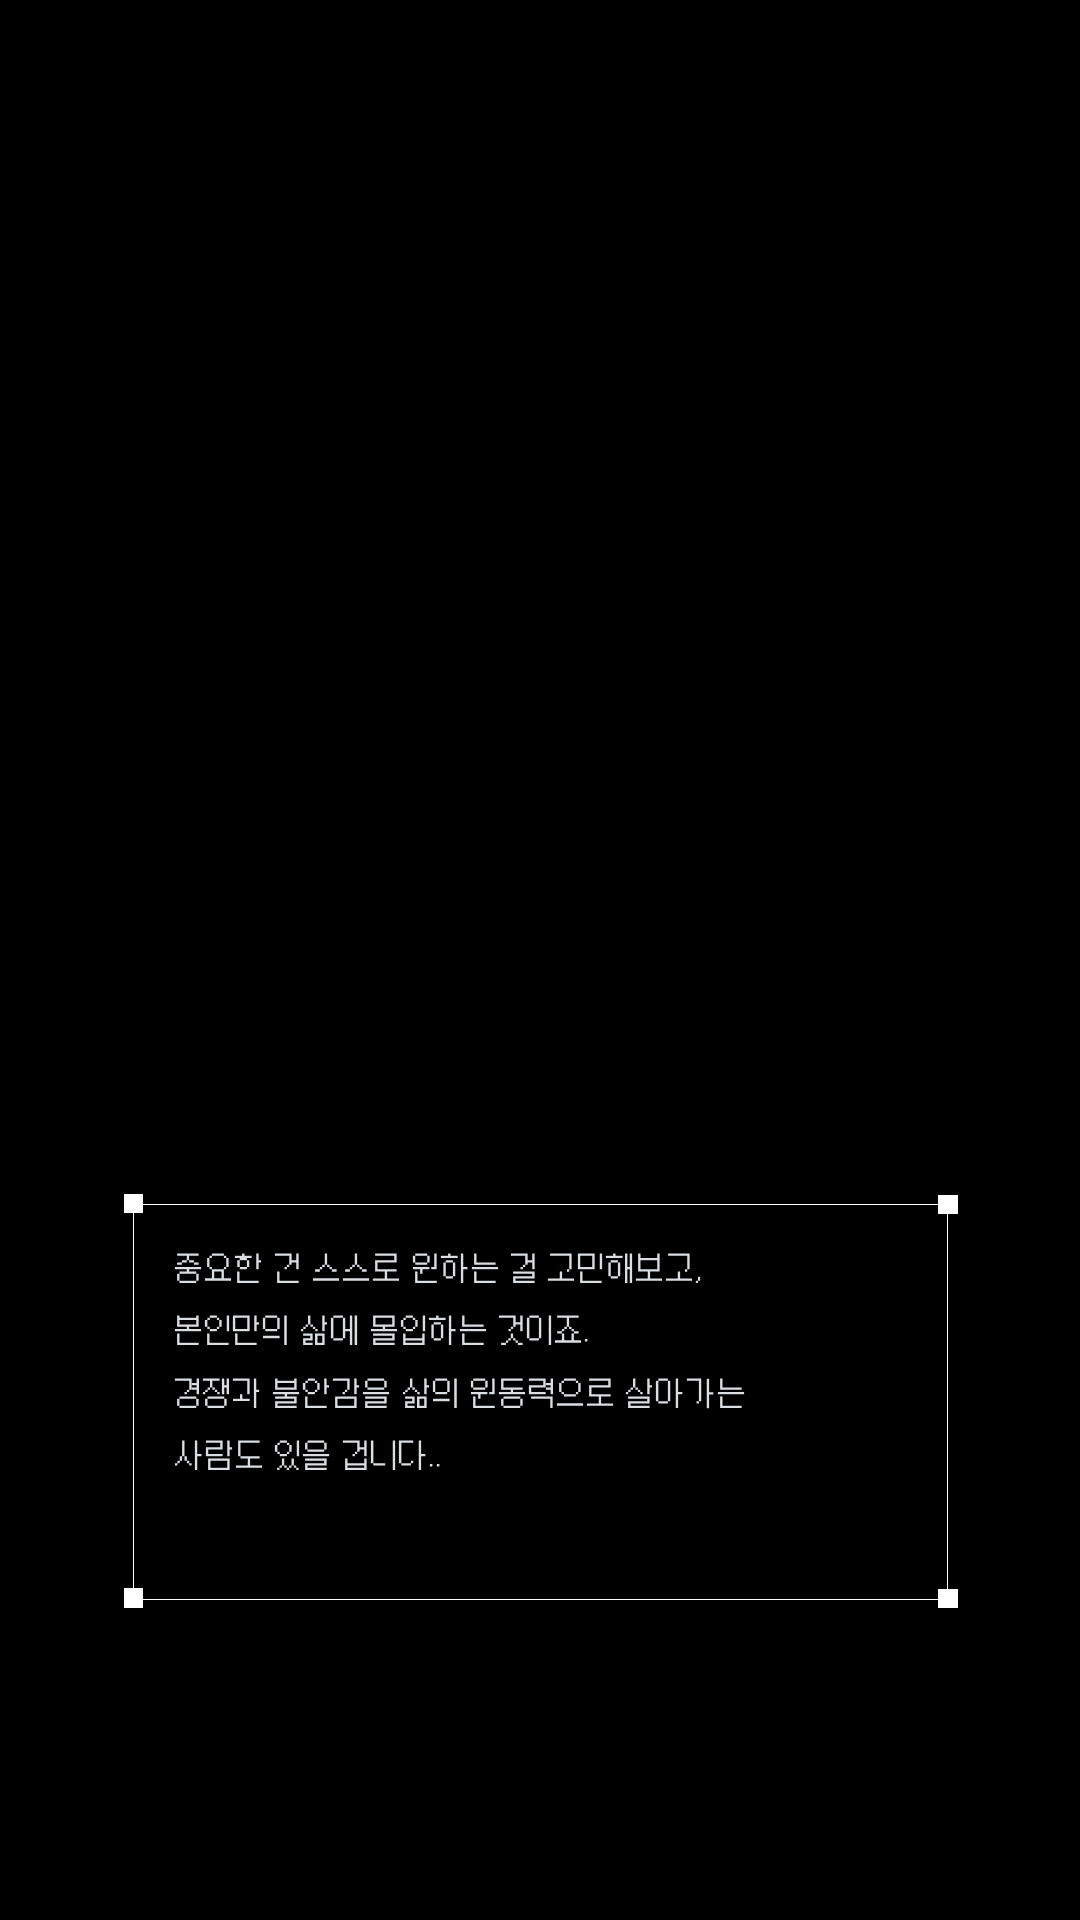 중요한 건 스스로 원하는 걸 고민해보고,
본인만의 삶에 몰입하는 것이죠.
경쟁과 불안감을 삶의 원동력으로 살아가는
사람도 있을 겁니다..